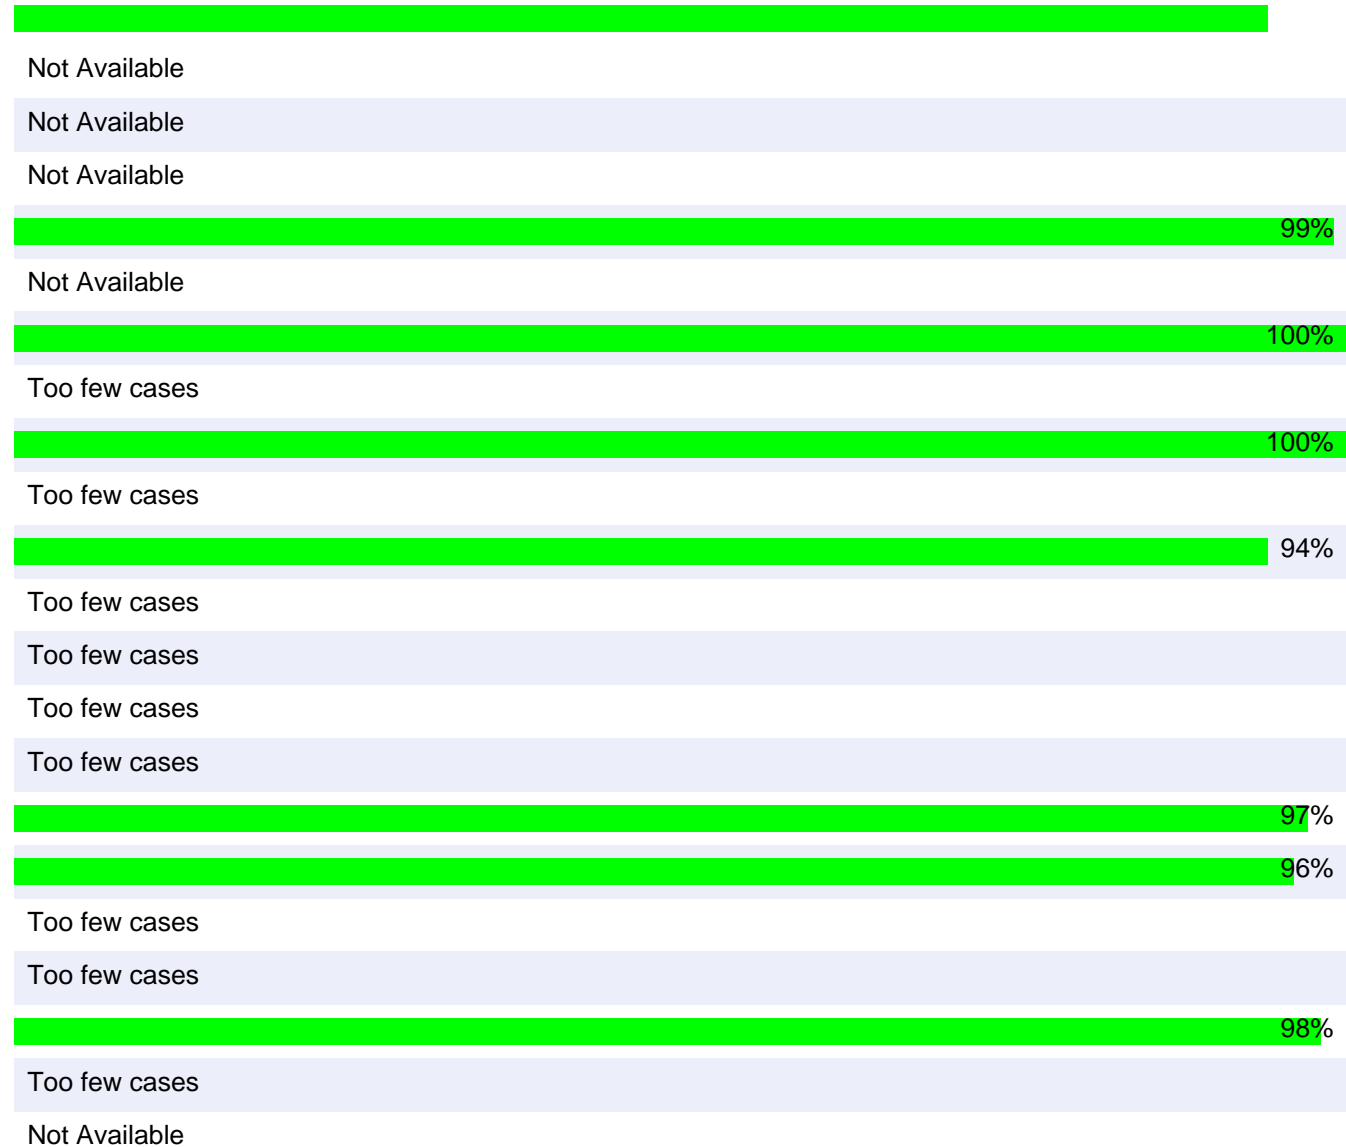 Not Available
Not Available
Not Available
99%
Not Available
100%
Too few cases
100%
Too few cases
94%
Too few cases
Too few cases
Too few cases
Too few cases
97%
96%
Too few cases
Too few cases
98%
Too few cases
Not Available